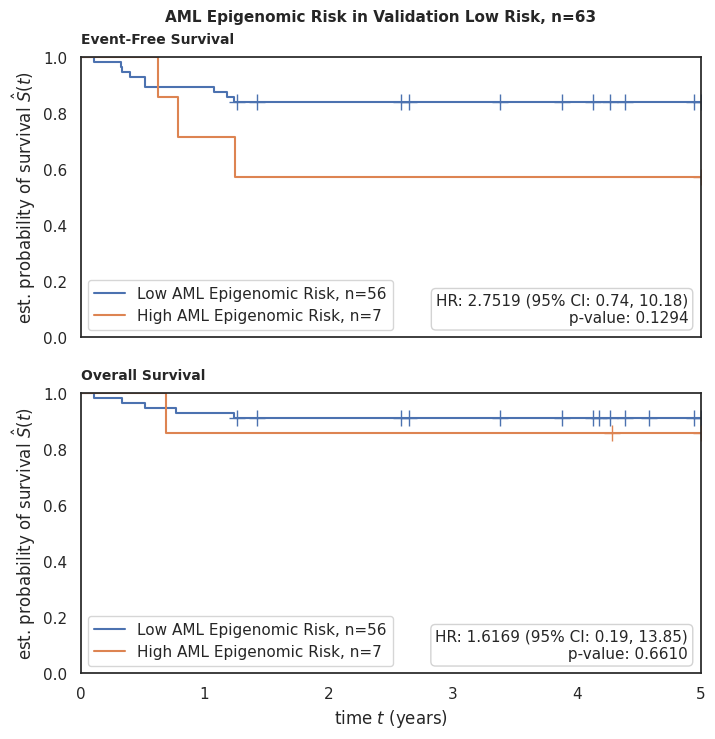 AML Epigenomic Risk in Validation Low Risk, n=63
Event-Free Survival
est. probability of survival Ŝ(t)
1.0
0.8
0.6
0.4
0.2
0.0
Low AML Epigenomic Risk, n=56
High AML Epigenomic Risk, n=7
HR: 2.7519 (95% CI: 0.74, 10.18)
p-value: 0.1294
Overall Survival
est. probability of survival Ŝ(t)
1.0
0.8
0.6
0.4
0.2
0.0
Low AML Epigenomic Risk, n=56
High AML Epigenomic Risk, n=7
HR: 1.6169 (95% CI: 0.19, 13.85)
p-value: 0.6610
0 1 2 3 4 5
time t (years)